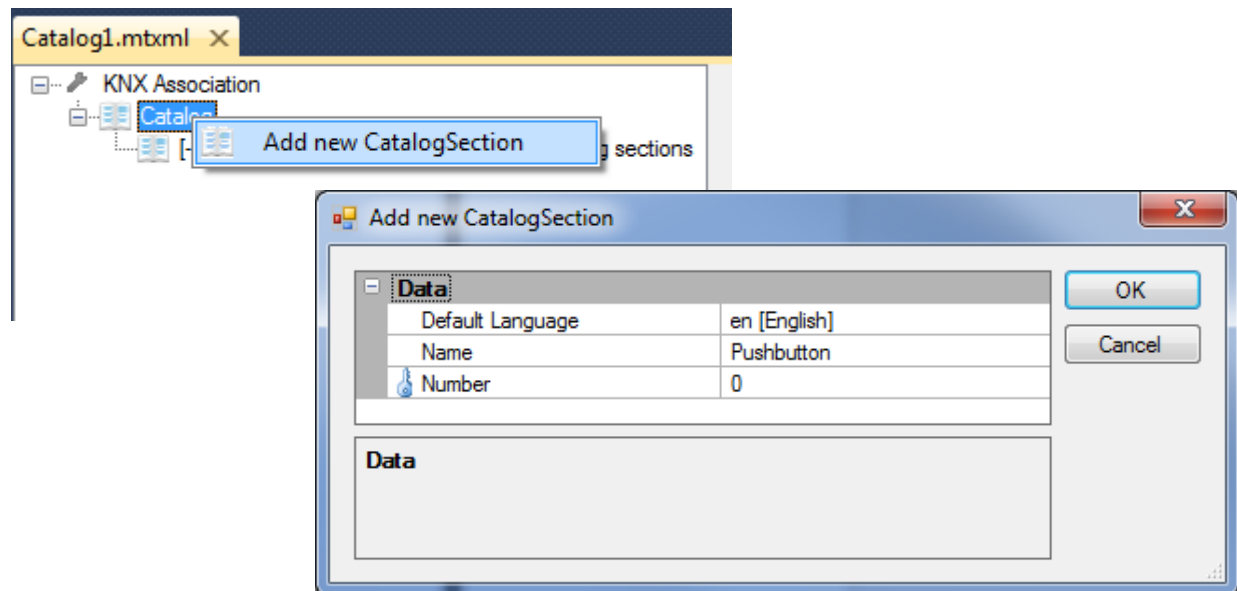 Catalog1.mtxml
KNX Association
Catalog
Add new CatalogSection
[-
sections
Add new CatalogSection
Data
Default Language en [English]
Name Pushbutton
Number 0
OK
Cancel
Data